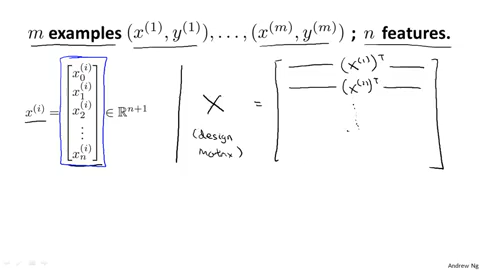 m examples (x^(1), y^(1)), ..., (x^(m), y^(m)) ; n features.
x^(i) = [x_0^(i) x_1^(i) x_2^(i) ⋮ x_n^(i)] ∈ ℝ^{n+1}
X = [(x^(1))^T (x^(2))^T ⋮
(design
matrix)
Andrew Ng